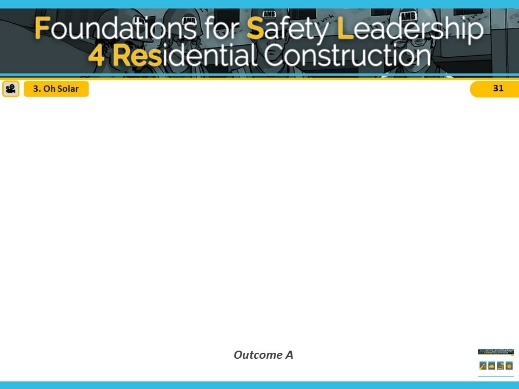 Foundations for Safety Leadership
4 Residential Construction
3. Oh Solar
31
Outcome A